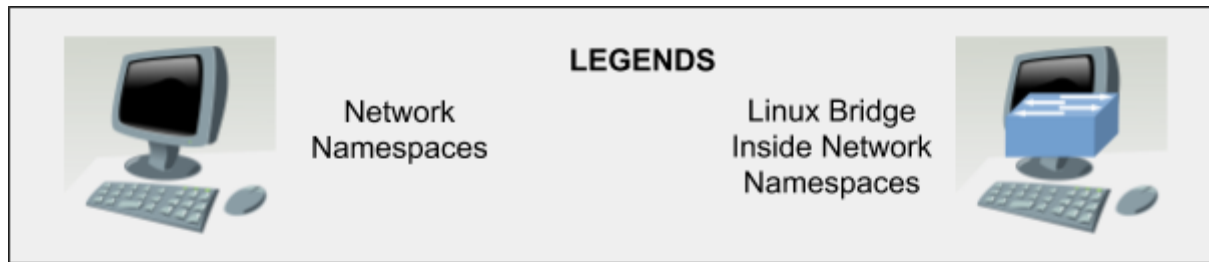 LEGENDS
Network
Namespaces
Linux Bridge
Inside Network
Namespaces